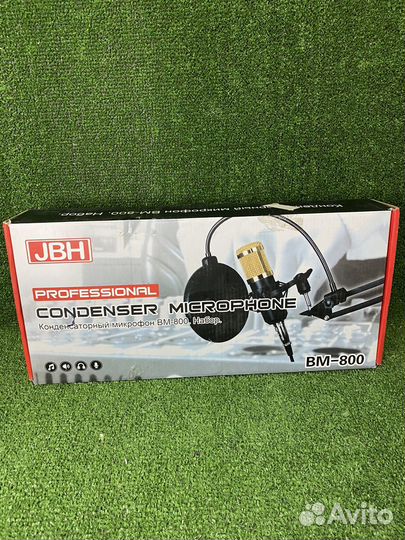 Конденсаторный микрофон BM-800. Набор.
JBH
PROFESSIONAL
CONDENSER MICROPHONE
Конденсаторный микрофон BM-800. Набор.
BM-800
Avito